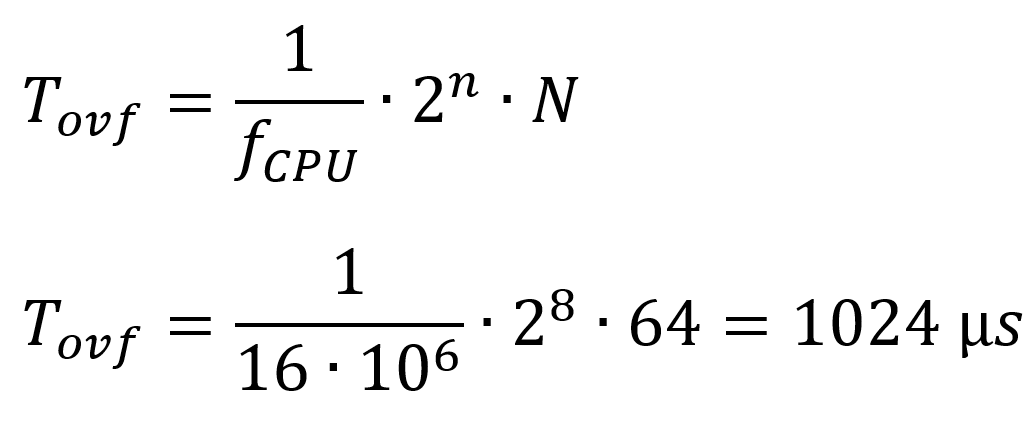 T_ovf = 1/f_CPU · 2^n · N
T_ovf = 1/(16 · 10^6) · 2^8 · 64 = 1024 μs